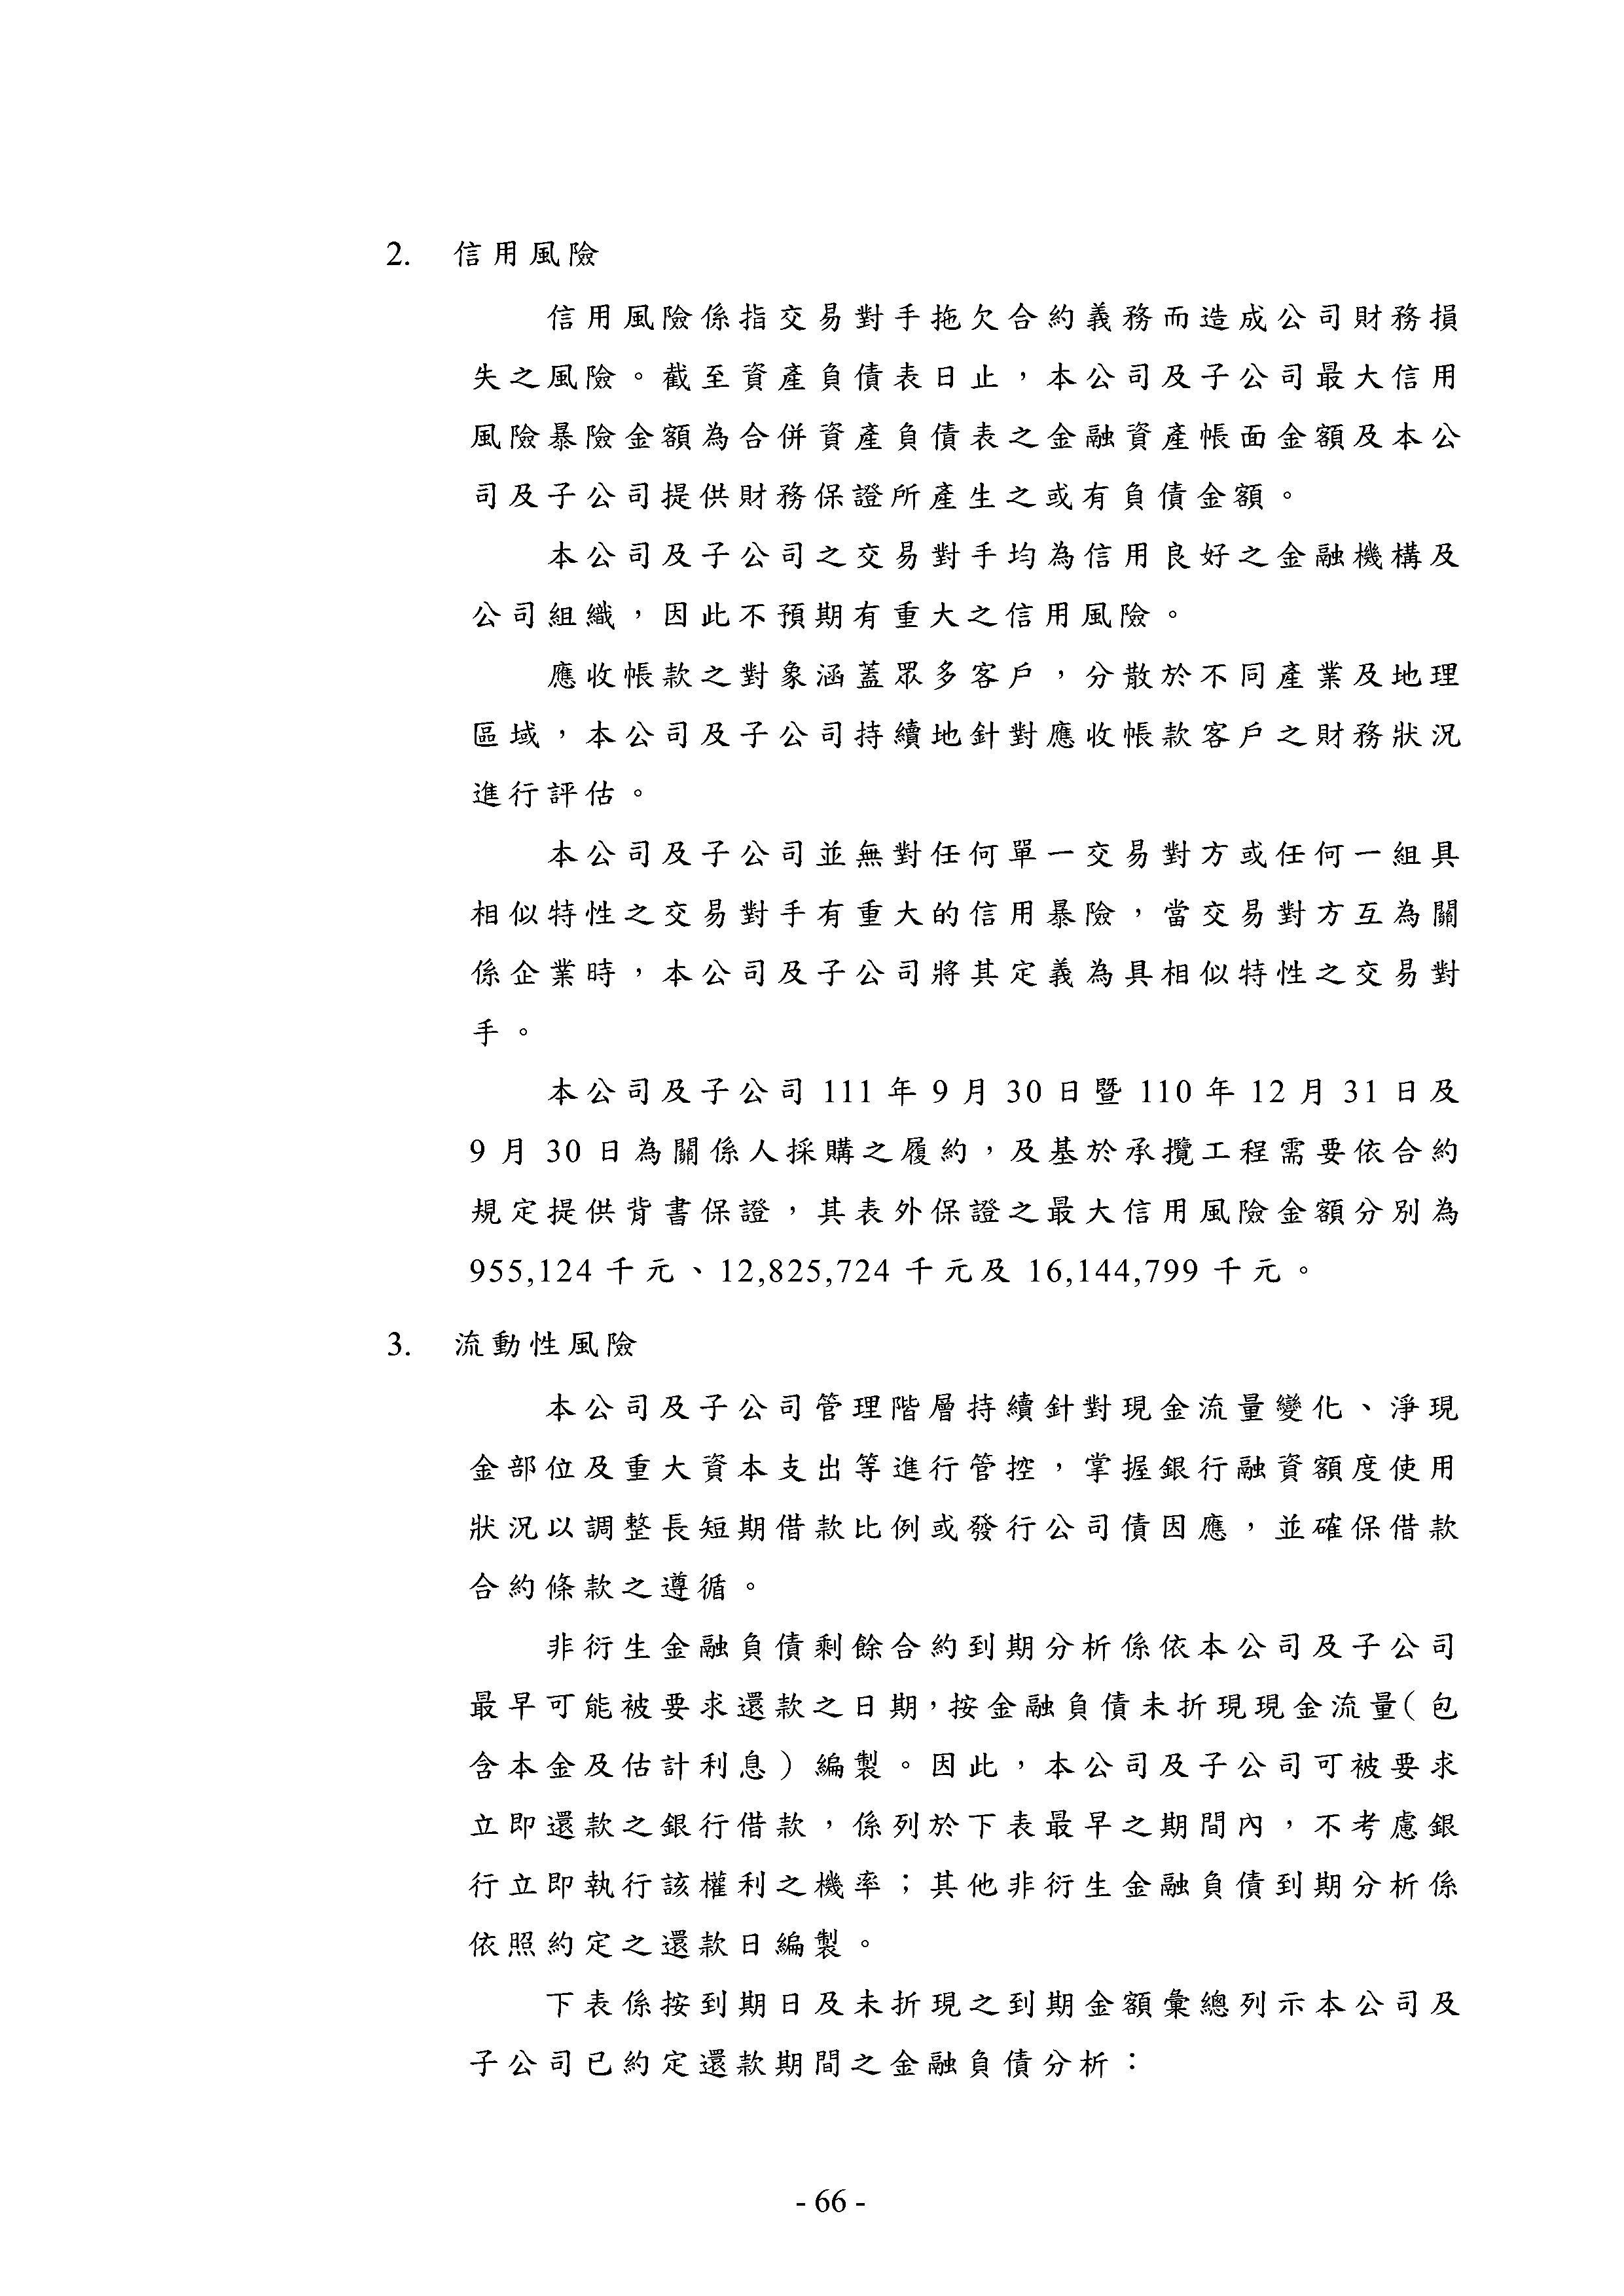 2. 信用風險
信用風險係指交易對手拖欠合約義務而造成公司財務損
失之風險。截至資產負債表日止，本公司及子公司最大信用
風險暴險金額為合併資產負債表之金融資產帳面金額及本公
司及子公司提供財務保證所產生之或有負債金額。
本公司及子公司之交易對手均為信用良好之金融機構及
公司組織，因此不預期有重大之信用風險。
應收帳款之對象涵蓋眾多客戶，分散於不同產業及地理
區域，本公司及子公司持續地針對應收帳款客戶之財務狀況
進行評估。
本公司及子公司並無對任何單一交易對方或任何一組具
相似特性之交易對手有重大的信用暴險，當交易對方互為關
係企業時，本公司及子公司將其定義為具相似特性之交易對
手。
本公司及子公司 111 年 9 月 30 日暨 110 年 12 月 31 日及
9 月 30 日為關係人採購之履約，及基於承攬工程需要依合約
規定提供背書保證，其表外保證之最大信用風險金額分別為
955,124 千元、12,825,724 千元及 16,144,799 千元。
3. 流動性風險
本公司及子公司管理階層持續針對現金流量變化、淨現
金部位及重大資本支出等進行管控，掌握銀行融資額度使用
狀況以調整長短期借款比例或發行公司債因應，並確保借款
合約條款之遵循。
非衍生金融負債剩餘合約到期分析係依本公司及子公司
最早可能被要求還款之日期，按金融負債未折現現金流量（包
含本金及估計利息）編製。因此，本公司及子公司可被要求
立即還款之銀行借款，係列於下表最早之期間內，不考慮銀
行立即執行該權利之機率；其他非衍生金融負債到期分析係
依照約定之還款日編製。
下表係按到期日及未折現之到期金額彙總列示本公司及
子公司已約定還款期間之金融負債分析：
- 66 -